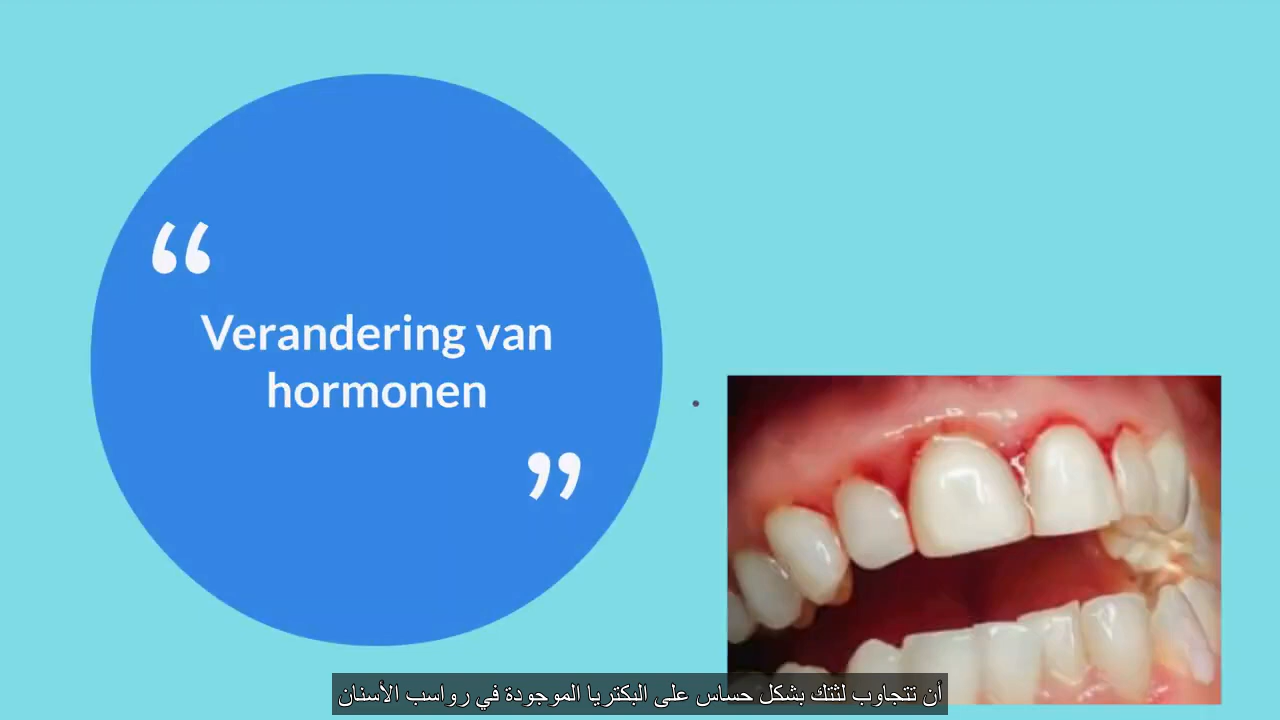 “
Verandering van
hormonen
”
أن تتجاوب لثتك بشكل حساس على البكتريا الموجودة في رواسب الأسنان